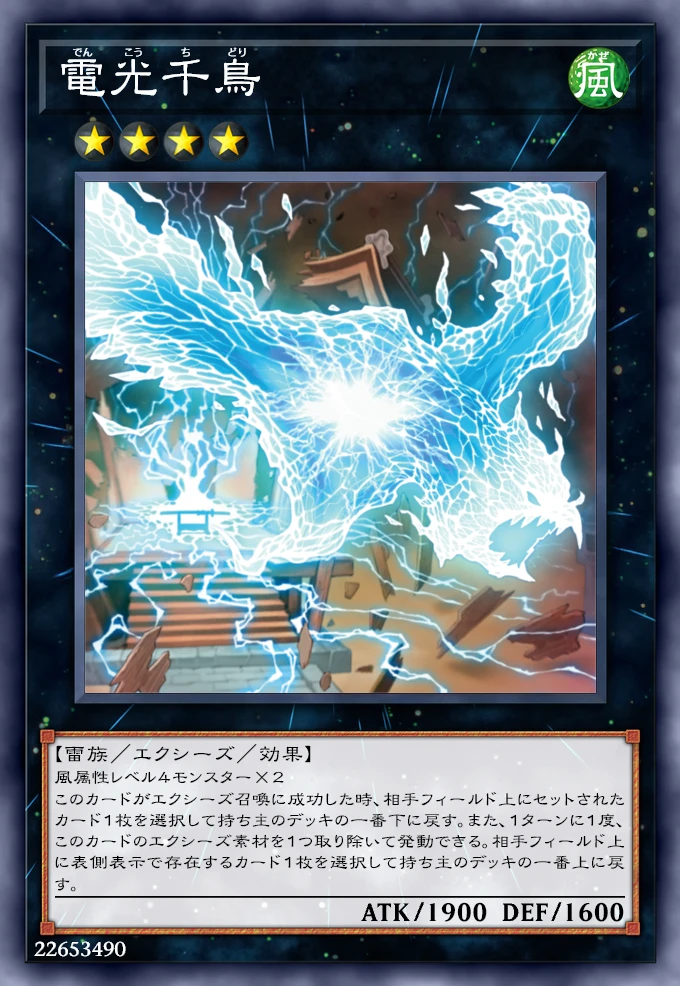 電光千鳥
でん こう ち どり
風
かぜ
【雷族／エクシーズ／効果】
風属性レベル４モンスター×２
このカードがエクシーズ召喚に成功した時、相手フィールド上にセットされた
カード１枚を選択して持ち主のデッキの一番下に戻す。また、１ターンに１度、
このカードのエクシーズ素材を１つ取り除いて発動できる。相手フィールド上
に表側表示で存在するカード１枚を選択して持ち主のデッキの一番上に戻
す。
ATK/1900 DEF/1600
22653490